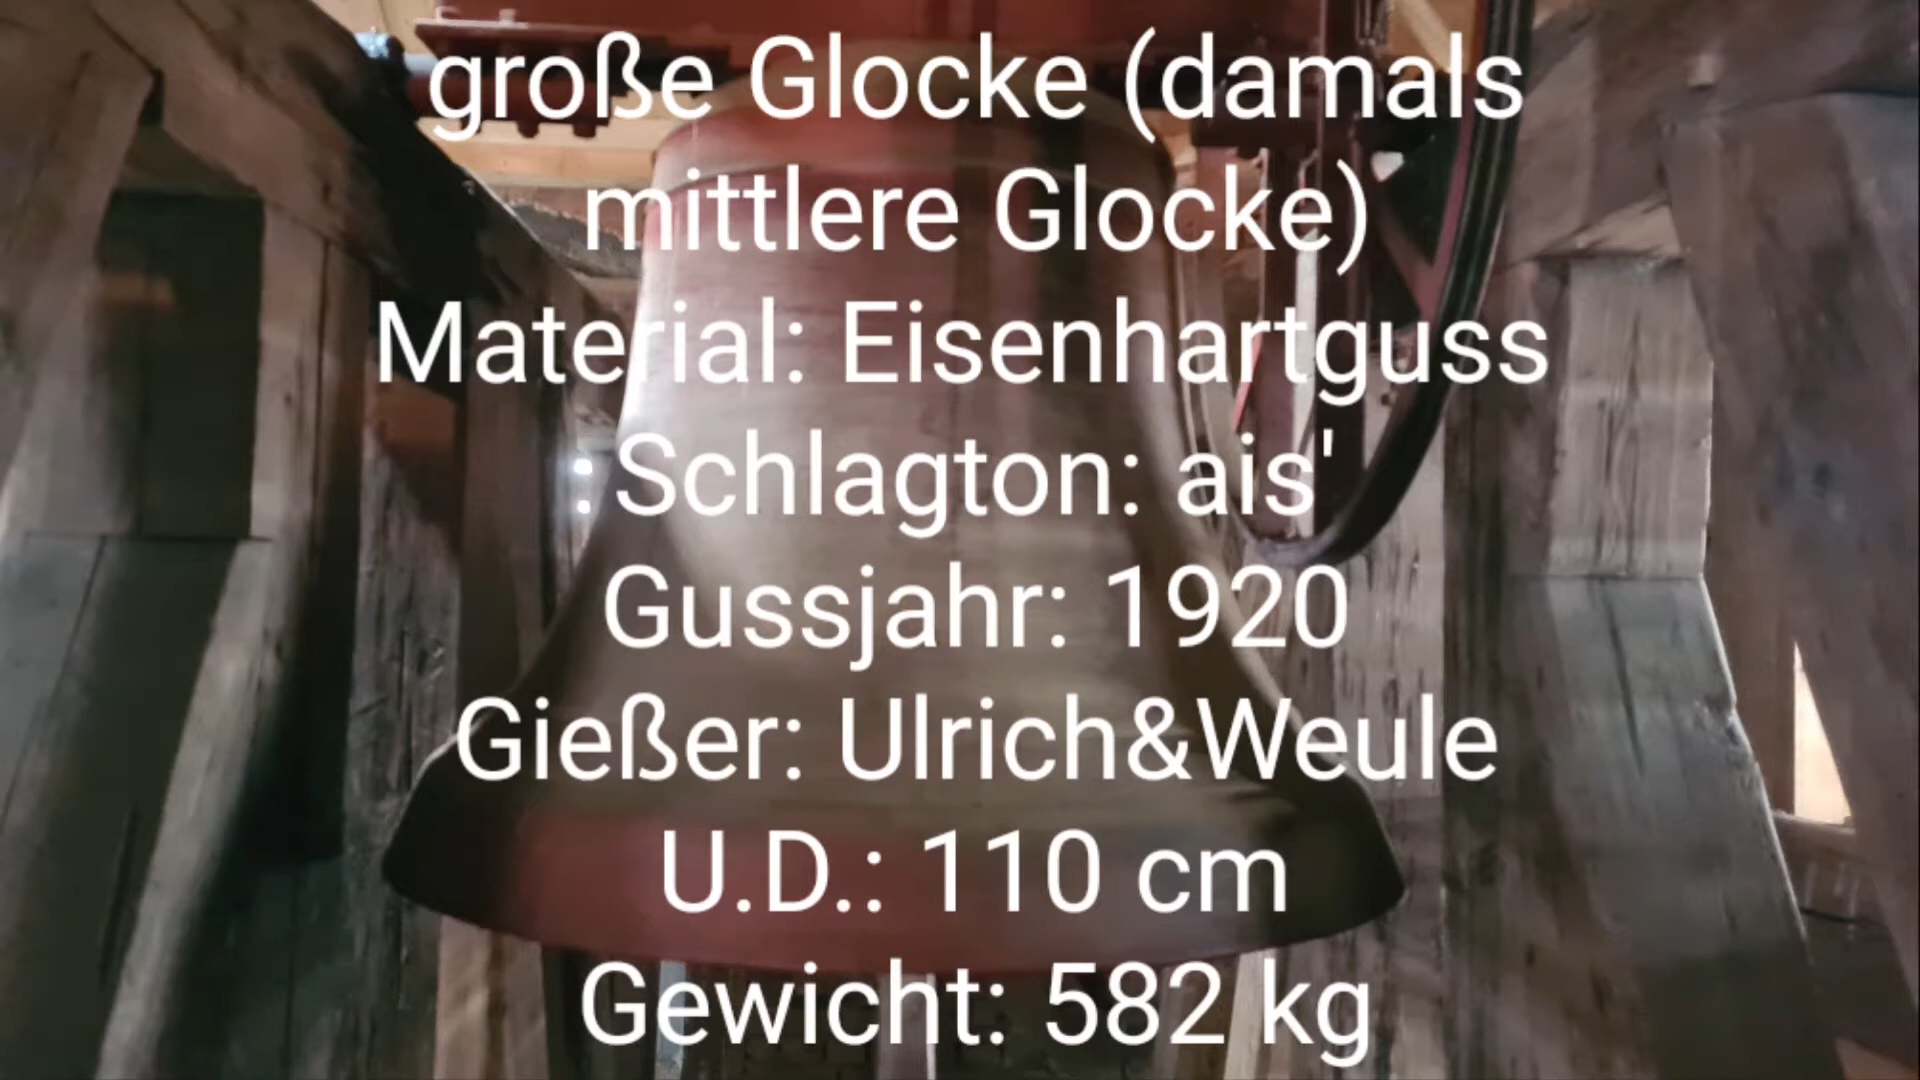 große Glocke (damals
mittlere Glocke)
Material: Eisenhartguss
: Schlagton: ais'
Gussjahr: 1920
Gießer: Ulrich&Weule
U.D.: 110 cm
Gewicht: 582 kg